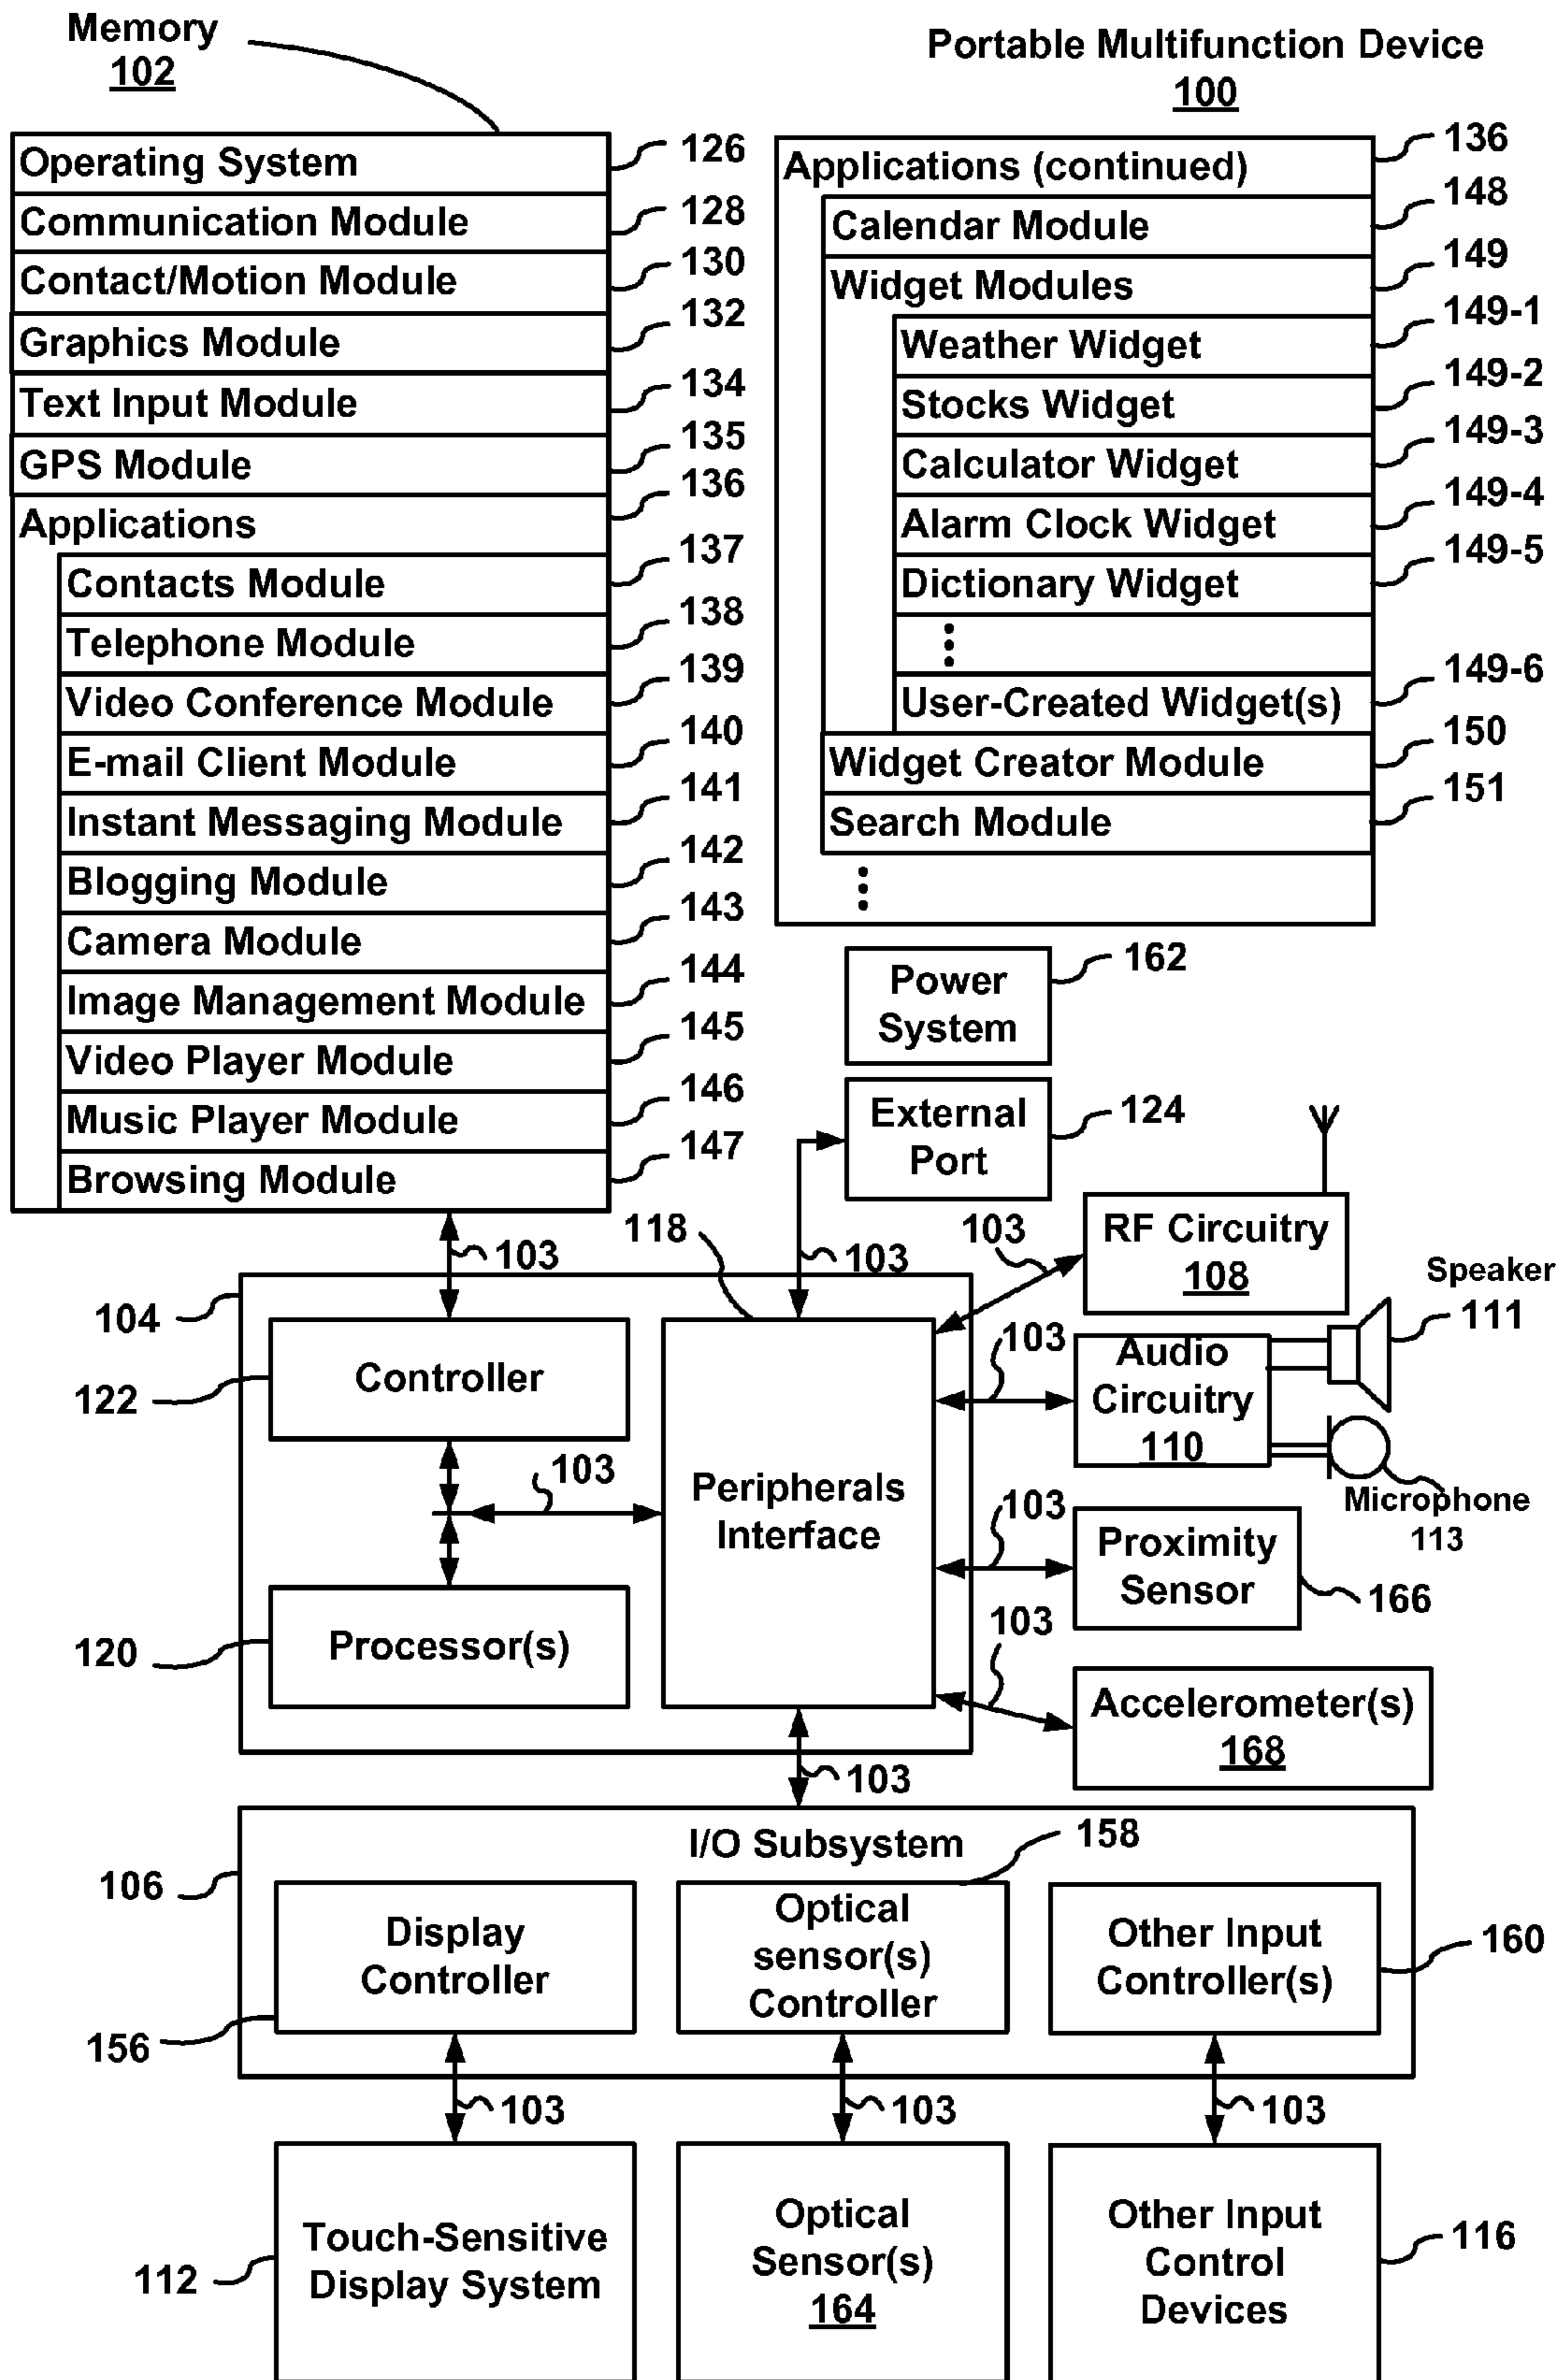 Memory
102
Portable Multifunction Device
100
Operating System
126
Communication Module
128
Contact/Motion Module
130
Graphics Module
132
Text Input Module
134
GPS Module
135
Applications
136
Contacts Module
137
Telephone Module
138
Video Conference Module
139
E-mail Client Module
140
Instant Messaging Module
141
Blogging Module
142
Camera Module
143
Image Management Module
144
Video Player Module
145
Music Player Module
146
Browsing Module
147
Applications (continued)
136
Calendar Module
148
Widget Modules
149
Weather Widget
149-1
Stocks Widget
149-2
Calculator Widget
149-3
Alarm Clock Widget
149-4
Dictionary Widget
149-5
User-Created Widget(s)
149-6
Widget Creator Module
150
Search Module
151
Power
System
162
External
Port
124
103
118
103
103
RF Circuitry
108
Speaker
111
104
Controller
122
103
Audio
Circuitry
110
103
Peripherals
Interface
Microphone
113
103
Proximity
Sensor
166
Processor(s)
120
103
Accelerometer(s)
168
103
I/O Subsystem
158
106
Display
Controller
156
Optical
sensor(s)
Controller
Other Input
Controller(s)
160
103
103
103
Touch-Sensitive
Display System
112
Optical
Sensor(s)
164
Other Input
Control
Devices
116